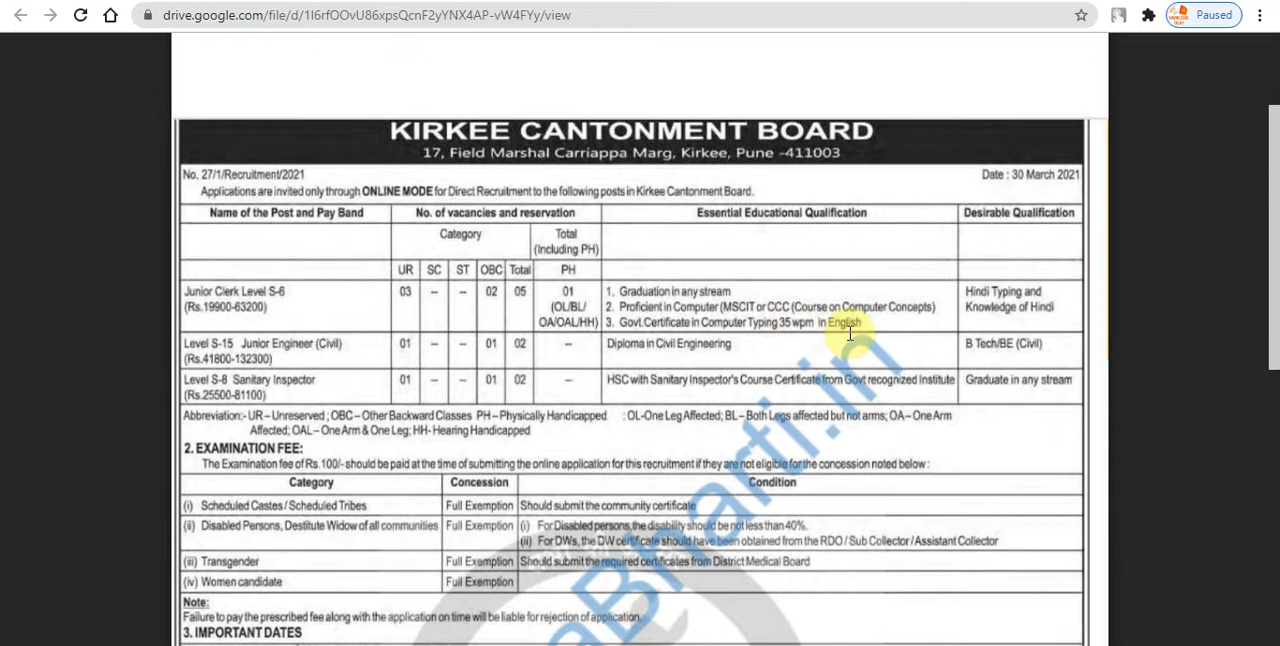 drive.google.com/file/d/1I6rfOOvU86xpsQcnF2yYNX4AP-vW4FYy/view
Paused
KIRKEE CANTONMENT BOARD
17, Field Marshal Carriappa Marg, Kirkee, Pune -411003
No. 27/1/Recruitment/2021 Date : 30 March 2021
Applications are invited only through ONLINE MODE for Direct Recruitment to the following posts in Kirkee Cantonment Board.
Name of the Post and Pay Band No. of vacancies and reservation Essential Educational Qualification Desirable Qualification
Category Total
(Including PH)
UR SC ST OBC Total PH
Junior Clerk Level S-6 03 -- -- 02 05 01 1. Graduation in any stream Hindi Typing and
(Rs.19900-63200) (OL/BL/ 2. Proficient in Computer (MSCIT or CCC (Course on Computer Concepts) Knowledge of Hindi
OA/OAL/HH) 3. Govt.Certificate in Computer Typing 35 wpm in English
Level S-15 Junior Engineer (Civil) 01 -- -- 01 02 -- Diploma in Civil Engineering B Tech/BE (Civil)
(Rs.41800-132300)
Level S-8 Sanitary Inspector 01 -- -- 01 02 -- HSC with Sanitary Inspector's Course Certificate from Govt recognized Institute Graduate in any stream
(Rs.25500-81100)
Abbreviation:- UR – Unreserved ; OBC – Other Backward Classes PH – Physically Handicapped : OL-One Leg Affected; BL – Both Legs affected but not arms; OA – One Arm
Affected; OAL – One Arm & One Leg; HH- Hearing Handicapped
2. EXAMINATION FEE:
The Examination fee of Rs.100/- should be paid at the time of submitting the online application for this recruitment if they are not eligible for the concession noted below :
Category Concession Condition
(i) Scheduled Castes / Scheduled Tribes Full Exemption Should submit the community certificate
(ii) Disabled Persons, Destitute Widow of all communities Full Exemption (i) For Disabled persons, the disability should be not less than 40%.
(ii) For DWs, the DW certificate should have been obtained from the RDO / Sub Collector / Assistant Collector
(iii) Transgender Full Exemption Should submit the required certificates from District Medical Board
(iv) Women candidate Full Exemption
Note:
Failure to pay the prescribed fee along with the application on time will be liable for rejection of application.
3. IMPORTANT DATES
aBharti.in